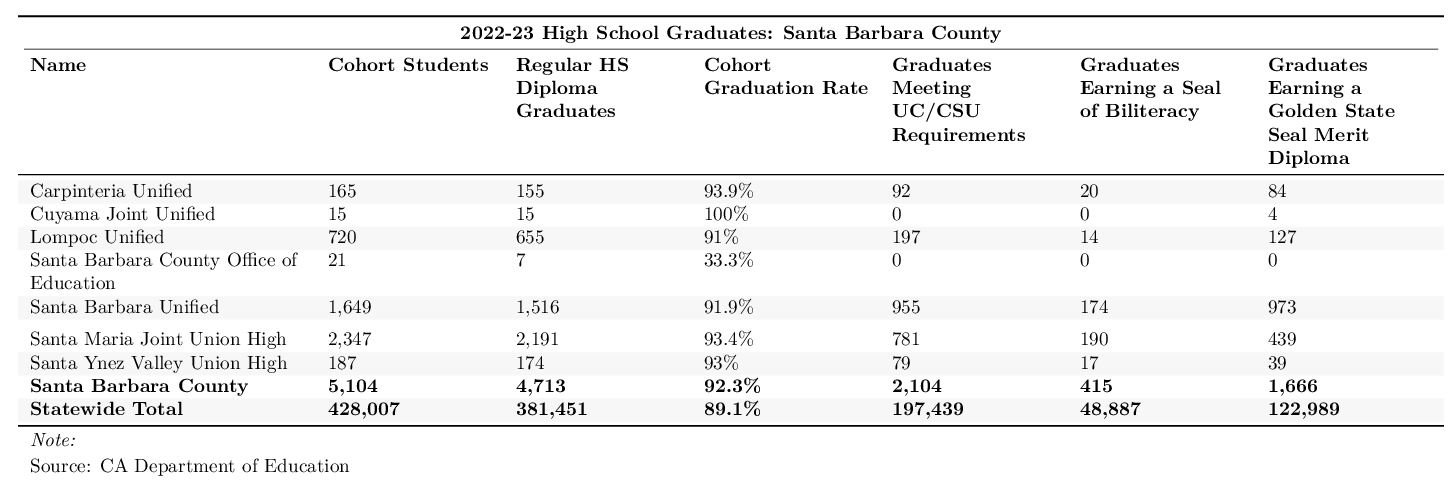 2022-23 High School Graduates: Santa Barbara County
Name Cohort Students Regular HS Diploma Graduates Cohort Graduation Rate Graduates Meeting UC/CSU Requirements Graduates Earning a Seal of Biliteracy Graduates Earning a Golden State Seal Merit Diploma
Carpinteria Unified 165 155 93.9% 92 20 84
Cuyama Joint Unified 15 15 100% 0 0 4
Lompoc Unified 720 655 91% 197 14 127
Santa Barbara County Office of Education 21 7 33.3% 0 0 0
Santa Barbara Unified 1,649 1,516 91.9% 955 174 973
Santa Maria Joint Union High 2,347 2,191 93.4% 781 190 439
Santa Ynez Valley Union High 187 174 93% 79 17 39
Santa Barbara County 5,104 4,713 92.3% 2,104 415 1,666
Statewide Total 428,007 381,451 89.1% 197,439 48,887 122,989
Note:
Source: CA Department of Education